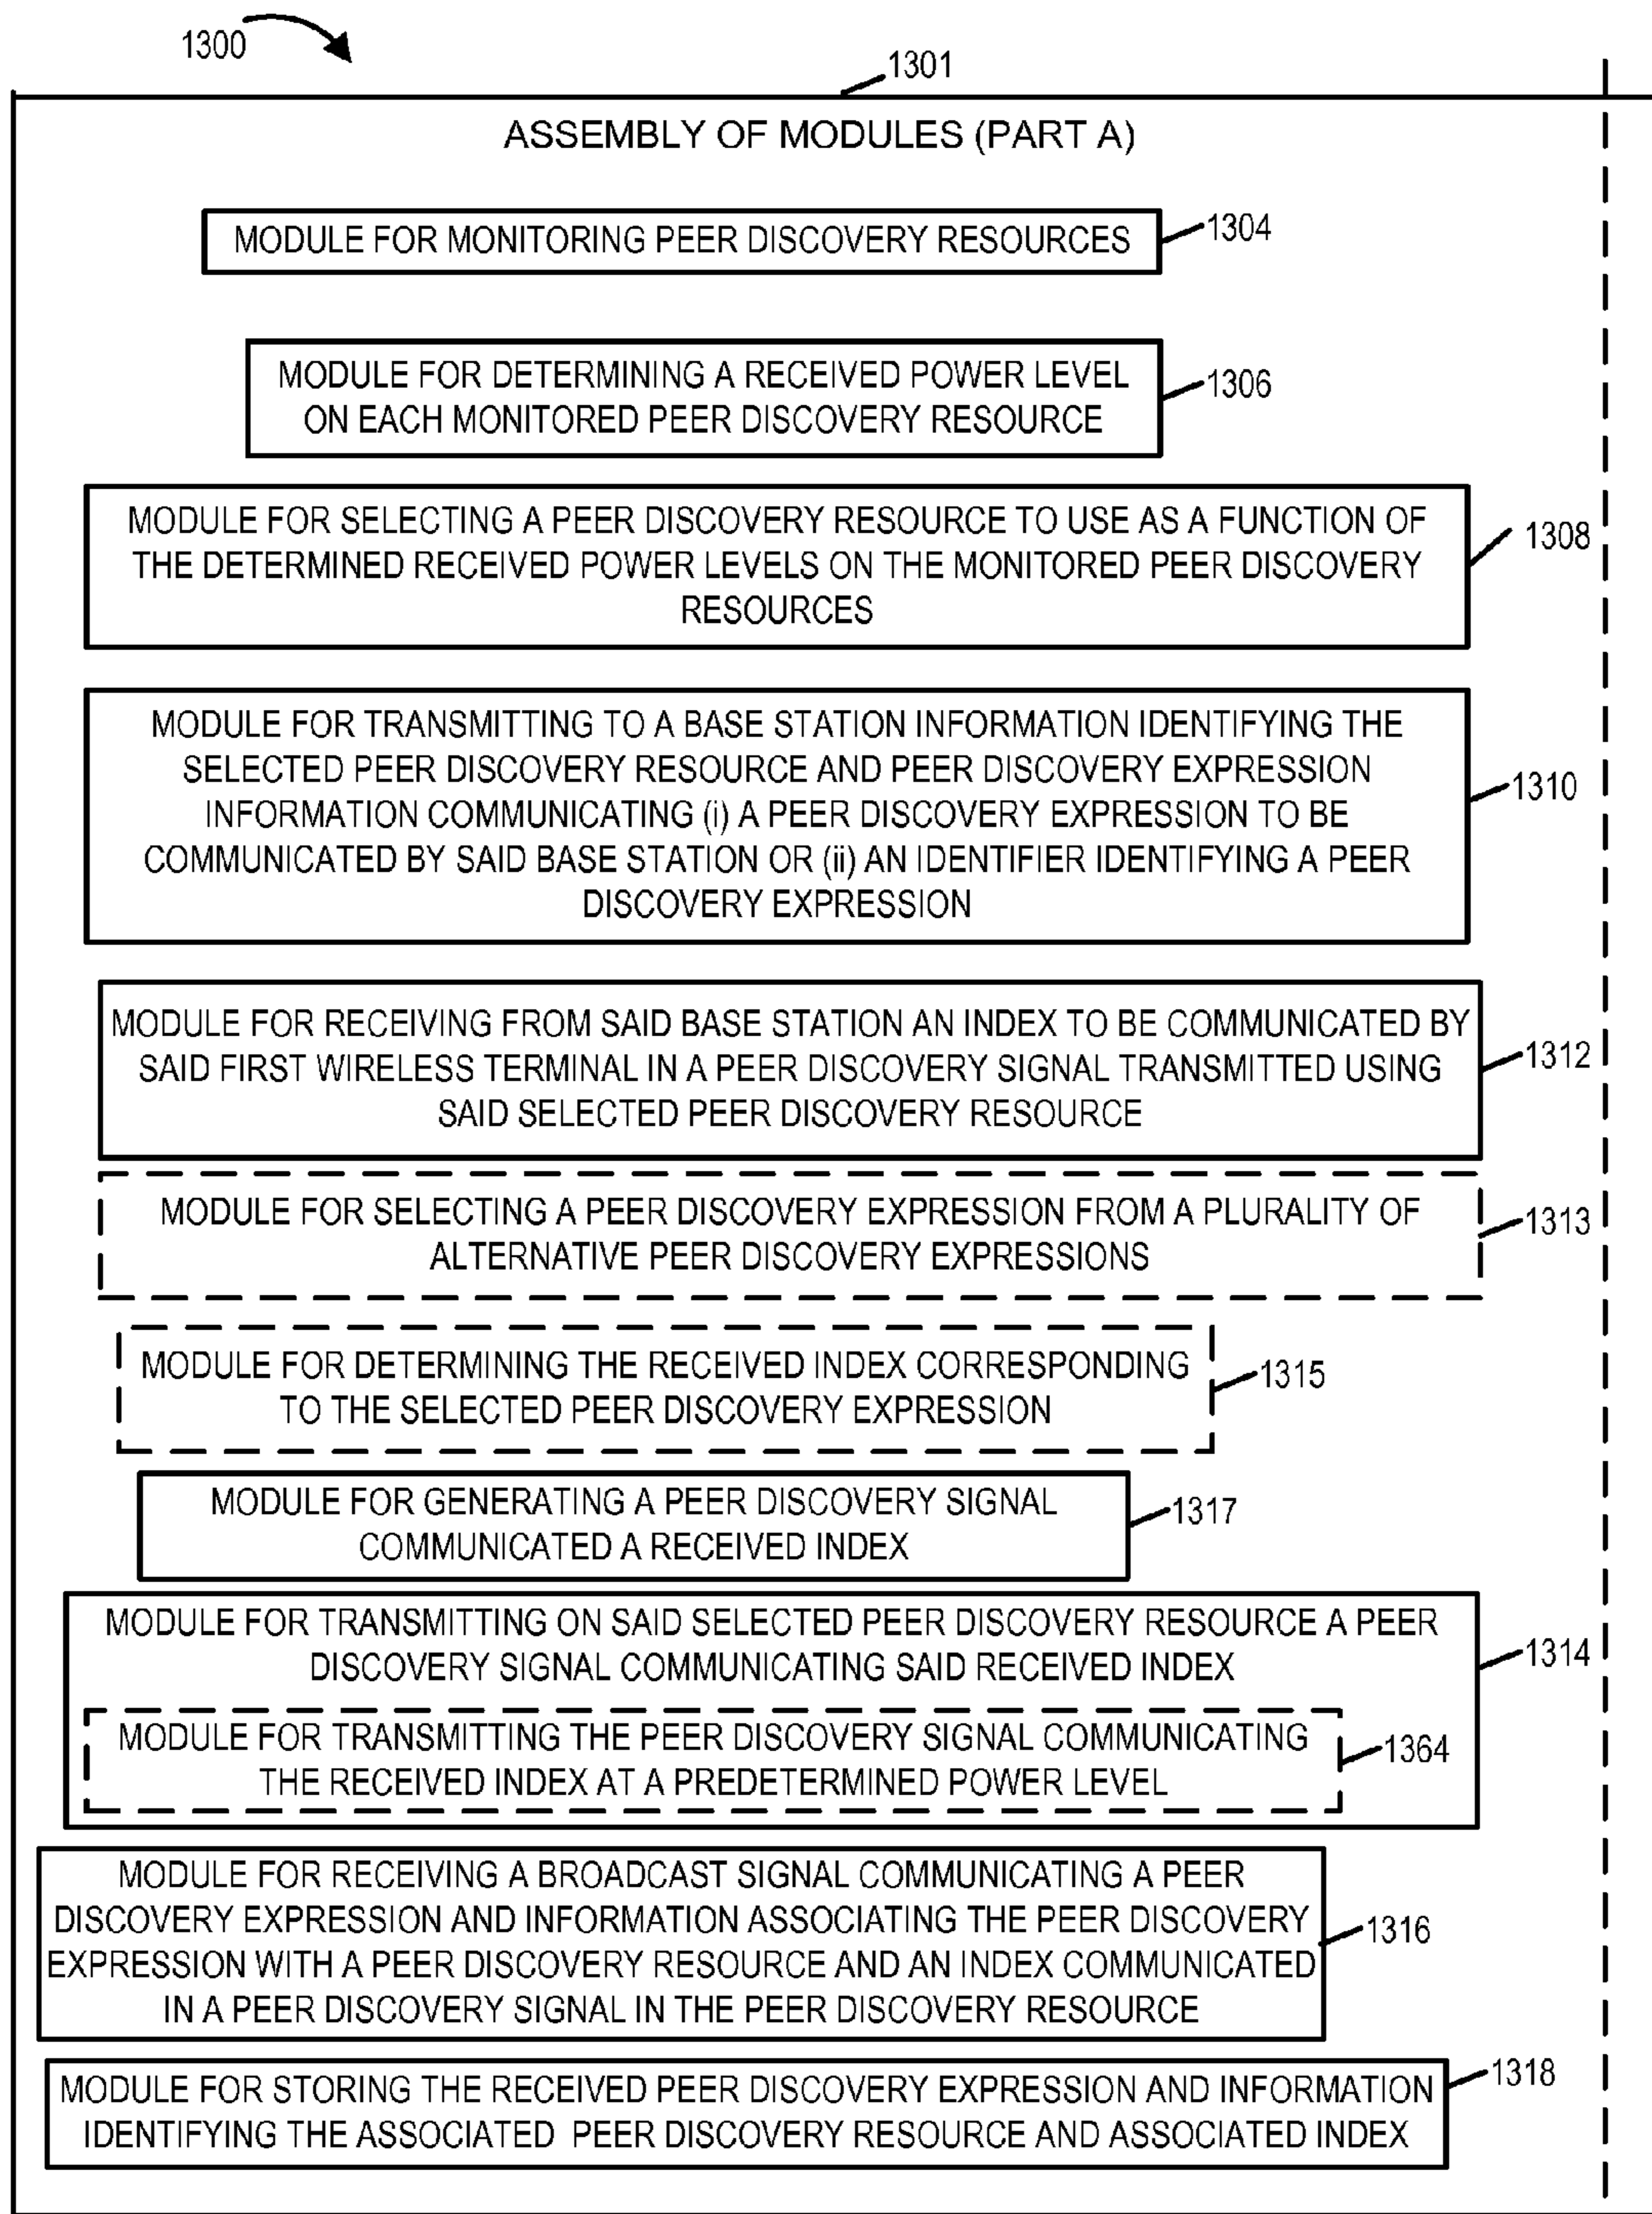 1300
1301
ASSEMBLY OF MODULES (PART A)
MODULE FOR MONITORING PEER DISCOVERY RESOURCES
1304
MODULE FOR DETERMINING A RECEIVED POWER LEVEL
ON EACH MONITORED PEER DISCOVERY RESOURCE
1306
MODULE FOR SELECTING A PEER DISCOVERY RESOURCE TO USE AS A FUNCTION OF
THE DETERMINED RECEIVED POWER LEVELS ON THE MONITORED PEER DISCOVERY
RESOURCES
1308
MODULE FOR TRANSMITTING TO A BASE STATION INFORMATION IDENTIFYING THE
SELECTED PEER DISCOVERY RESOURCE AND PEER DISCOVERY EXPRESSION
INFORMATION COMMUNICATING (i) A PEER DISCOVERY EXPRESSION TO BE
COMMUNICATED BY SAID BASE STATION OR (ii) AN IDENTIFIER IDENTIFYING A PEER
DISCOVERY EXPRESSION
1310
MODULE FOR RECEIVING FROM SAID BASE STATION AN INDEX TO BE COMMUNICATED BY
SAID FIRST WIRELESS TERMINAL IN A PEER DISCOVERY SIGNAL TRANSMITTED USING
SAID SELECTED PEER DISCOVERY RESOURCE
1312
MODULE FOR SELECTING A PEER DISCOVERY EXPRESSION FROM A PLURALITY OF
ALTERNATIVE PEER DISCOVERY EXPRESSIONS
1313
MODULE FOR DETERMINING THE RECEIVED INDEX CORRESPONDING
TO THE SELECTED PEER DISCOVERY EXPRESSION
1315
MODULE FOR GENERATING A PEER DISCOVERY SIGNAL
COMMUNICATED A RECEIVED INDEX
1317
MODULE FOR TRANSMITTING ON SAID SELECTED PEER DISCOVERY RESOURCE A PEER
DISCOVERY SIGNAL COMMUNICATING SAID RECEIVED INDEX
1314
MODULE FOR TRANSMITTING THE PEER DISCOVERY SIGNAL COMMUNICATING
THE RECEIVED INDEX AT A PREDETERMINED POWER LEVEL
1364
MODULE FOR RECEIVING A BROADCAST SIGNAL COMMUNICATING A PEER
DISCOVERY EXPRESSION AND INFORMATION ASSOCIATING THE PEER DISCOVERY
EXPRESSION WITH A PEER DISCOVERY RESOURCE AND AN INDEX COMMUNICATED
IN A PEER DISCOVERY SIGNAL IN THE PEER DISCOVERY RESOURCE
1316
MODULE FOR STORING THE RECEIVED PEER DISCOVERY EXPRESSION AND INFORMATION
IDENTIFYING THE ASSOCIATED PEER DISCOVERY RESOURCE AND ASSOCIATED INDEX
1318